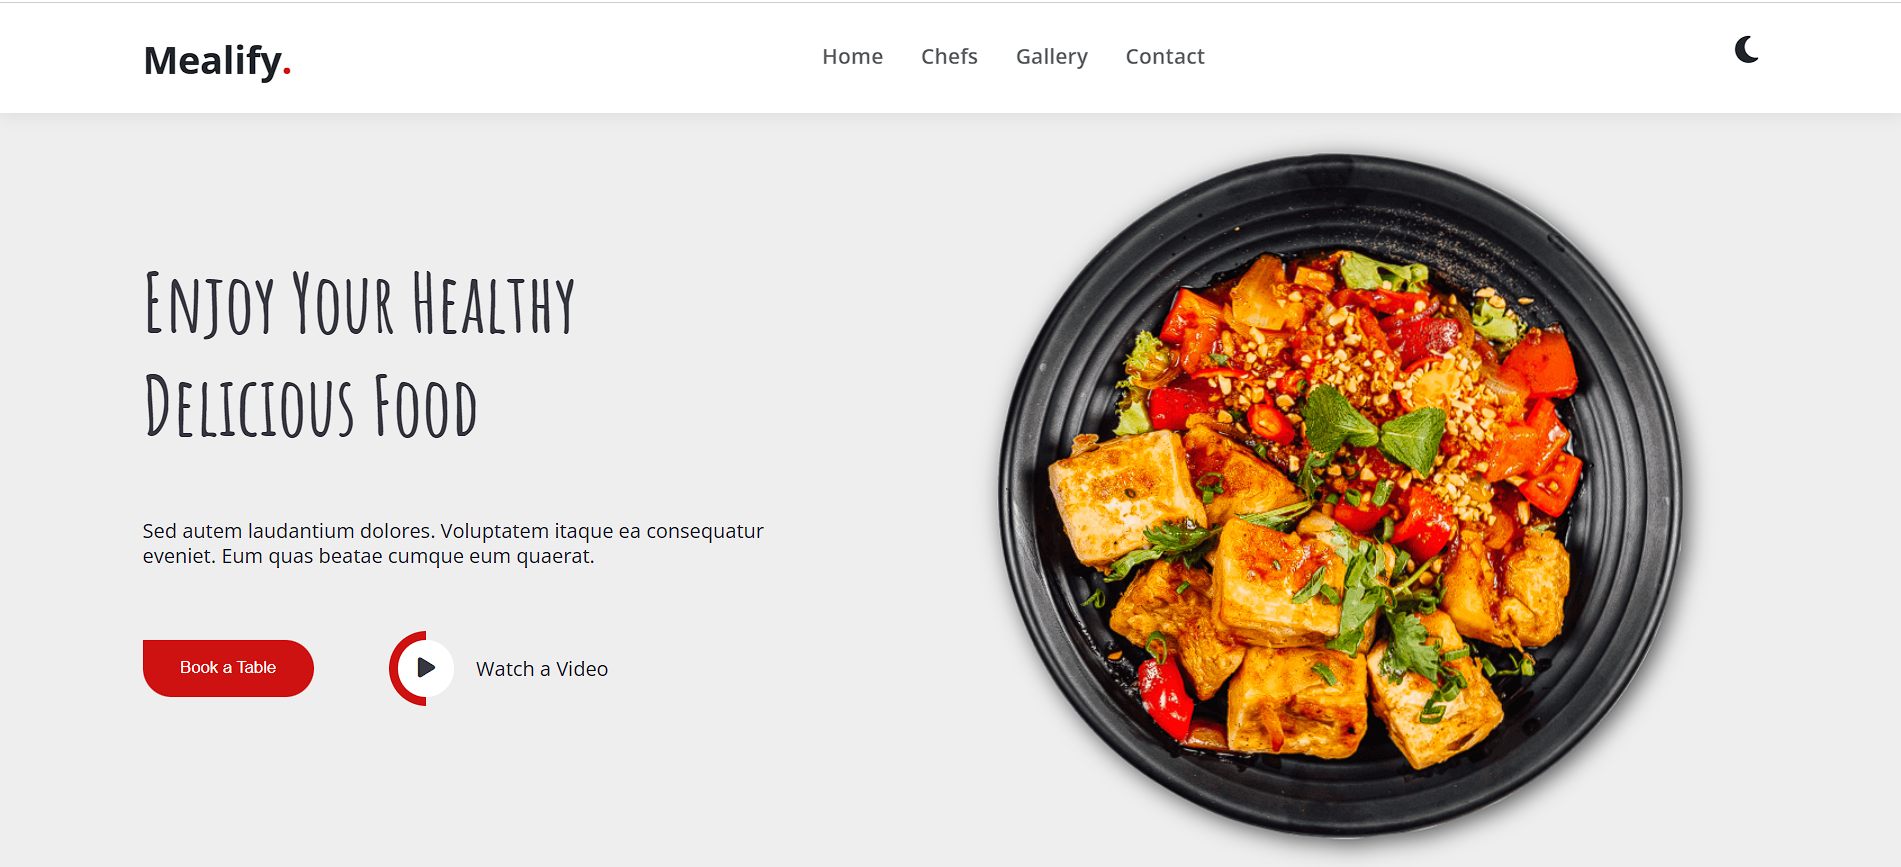 Mealify.
Home
Chefs
Gallery
Contact
Enjoy Your Healthy
Delicious Food
Sed autem laudantium dolores. Voluptatem itaque ea consequatur
eveniet. Eum quas beatae cumque eum quaerat.
Book a Table
Watch a Video